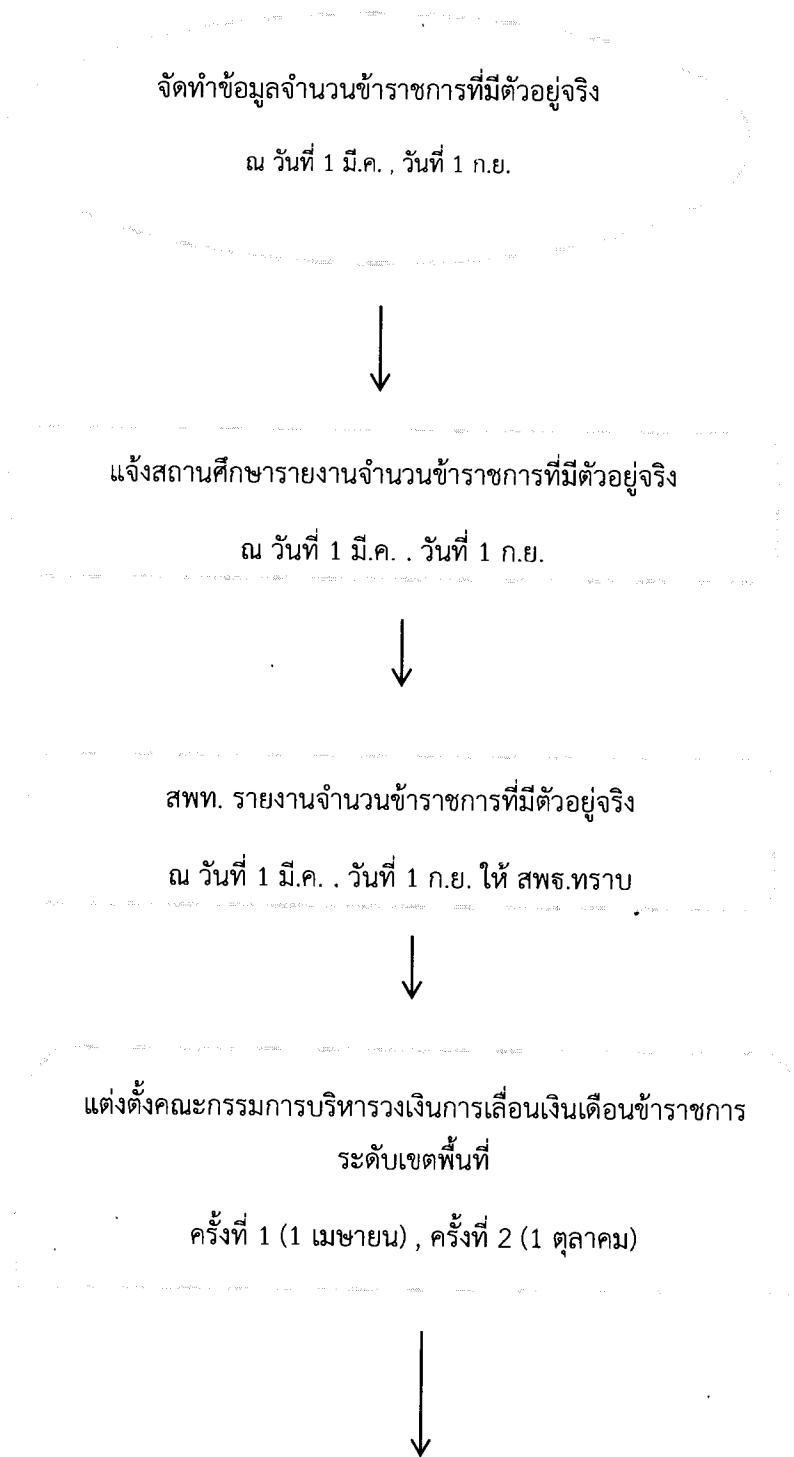 จัดทำข้อมูลจำนวนข้าราชการที่มีตัวอยู่จริง
ณ วันที่ 1 มี.ค. , วันที่ 1 ก.ย.
แจ้งสถานศึกษารายงานจำนวนข้าราชการที่มีตัวอยู่จริง
ณ วันที่ 1 มี.ค. . วันที่ 1 ก.ย.
สพท. รายงานจำนวนข้าราชการที่มีตัวอยู่จริง
ณ วันที่ 1 มี.ค. . วันที่ 1 ก.ย. ให้ สพฐ.ทราบ
แต่งตั้งคณะกรรมการบริหารวงเงินการเลื่อนเงินเดือนข้าราชการ
ระดับเขตพื้นที่
ครั้งที่ 1 (1 เมษายน) , ครั้งที่ 2 (1 ตุลาคม)